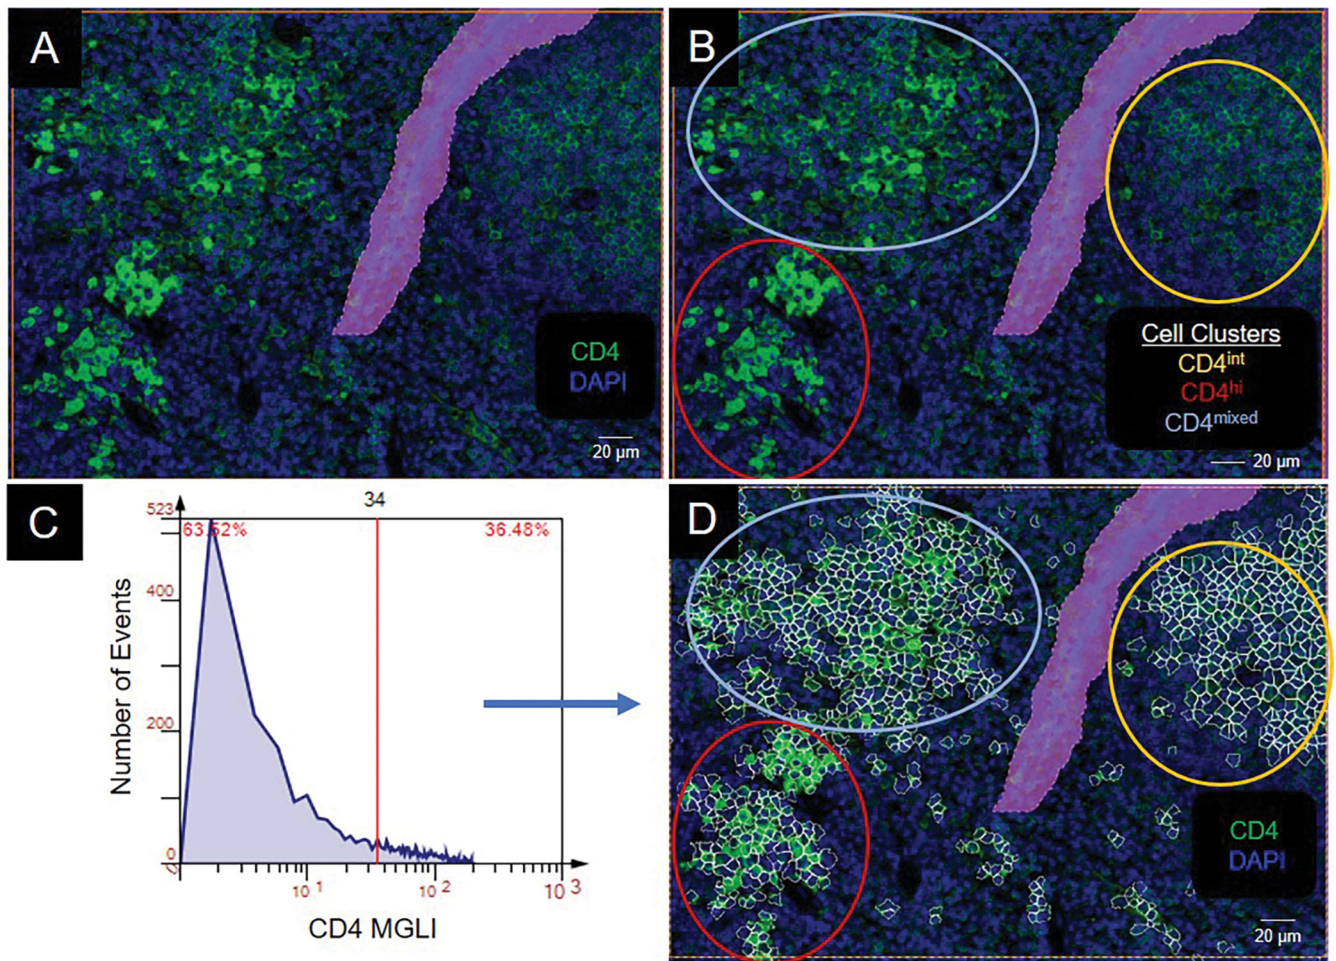 A
CD4
DAPI
20 µm
B
Cell Clusters
CD4int
CD4hi
CD4mixed
20 µm
C
34
523
63.52%
36.48%
400
200
0
0
10 1
10 2
10 3
Number of Events
CD4 MGLI
D
CD4
DAPI
20 µm